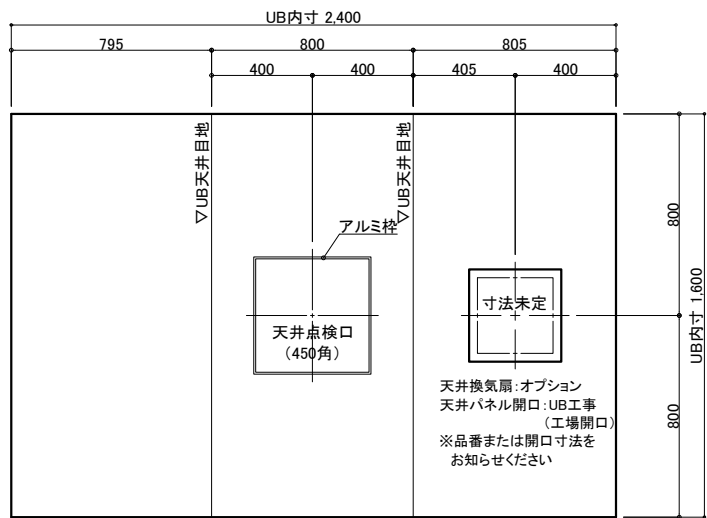 UB内寸 2,400
795
800
805
400
400
405
400
▽UB天井目地
▽UB天井目地
アルミ枠
天井点検口
(450角)
寸法未定
天井換気扇:オプション
天井パネル開口:UB工事
(工場開口)
※品番または開口寸法を
お知らせください
800
800
UB内寸 1,600